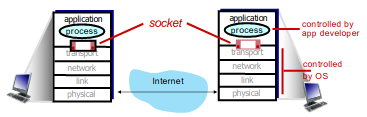 application
process
transport
network
link
physical
socket
Internet
application
process
transport
network
link
physical
controlled by
app developer
controlled
by OS